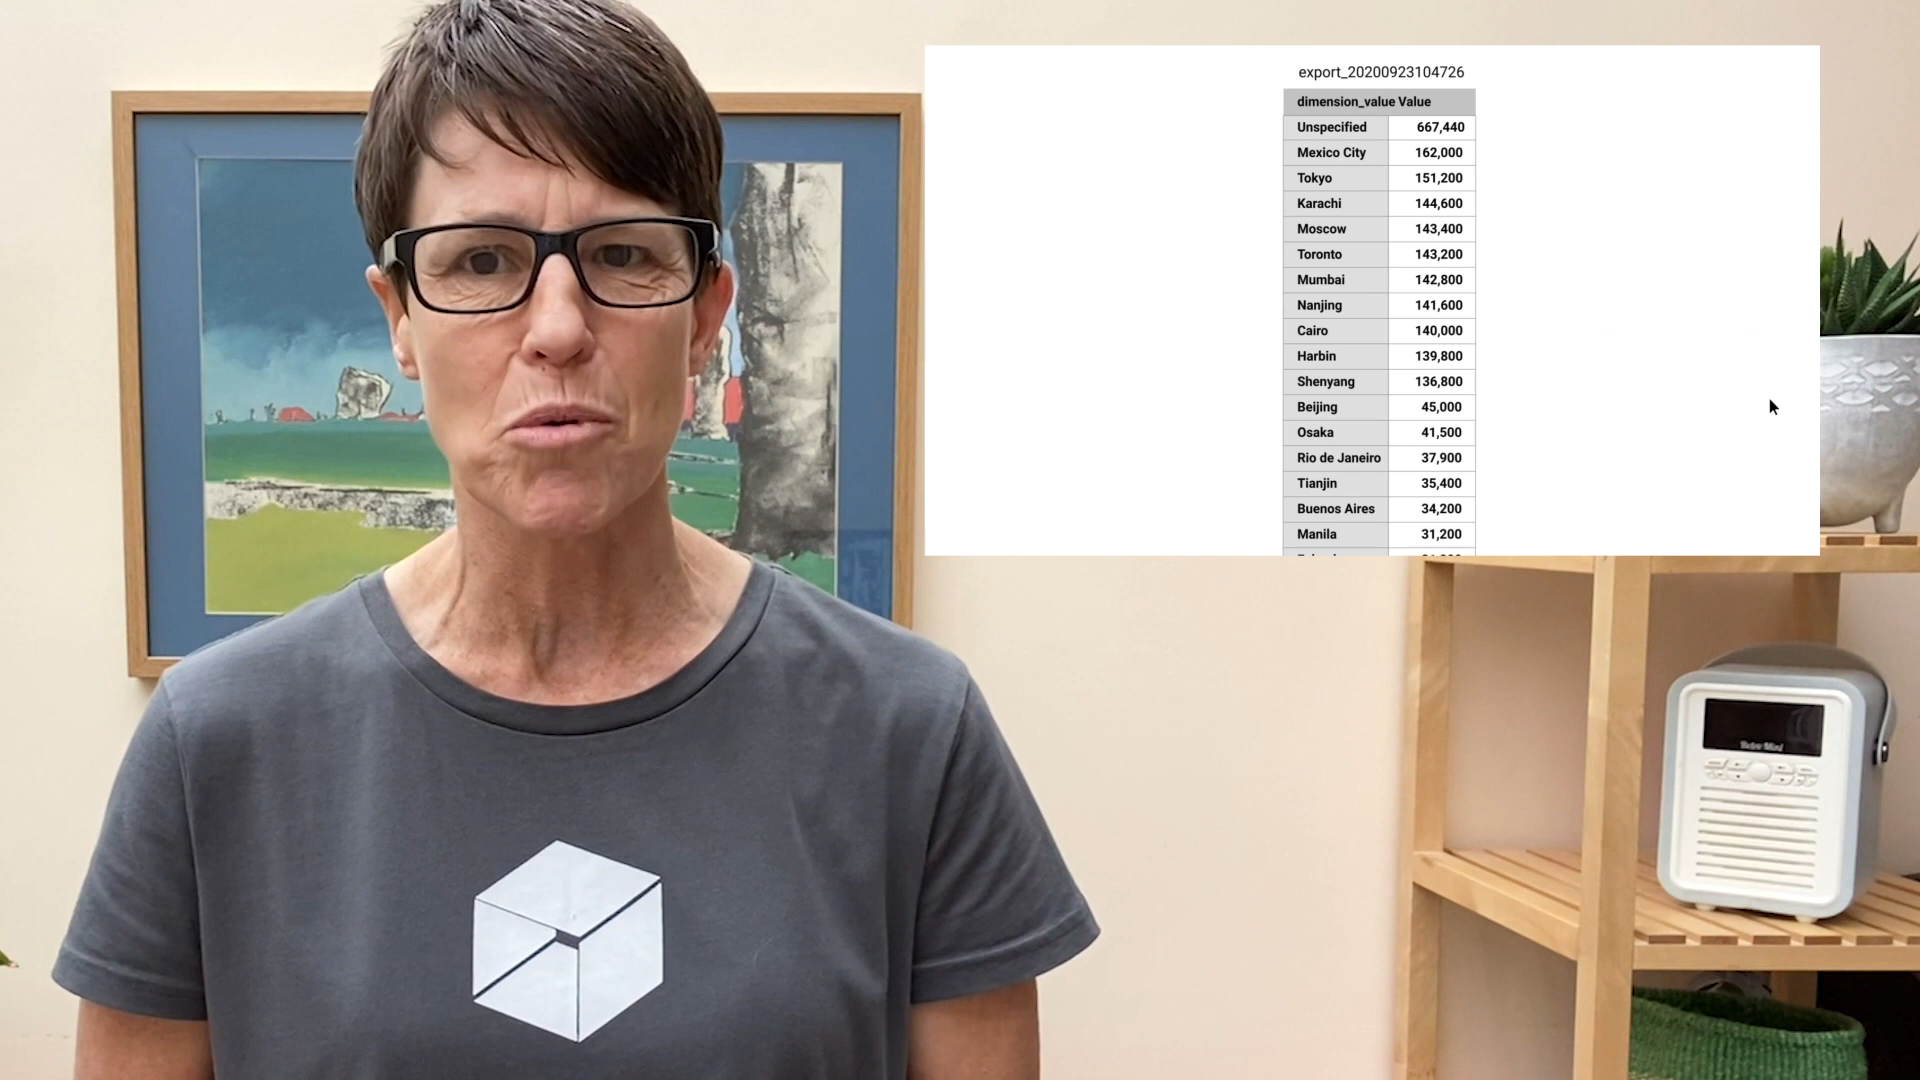 export_20200923104726
dimension_value Value
Unspecified 667,440
Mexico City 162,000
Tokyo 151,200
Karachi 144,600
Moscow 143,400
Toronto 143,200
Mumbai 142,800
Nanjing 141,600
Cairo 140,000
Harbin 139,800
Shenyang 136,800
Beijing 45,000
Osaka 41,500
Rio de Janeiro 37,900
Tianjin 35,400
Buenos Aires 34,200
Manila 31,200
Retro Mini